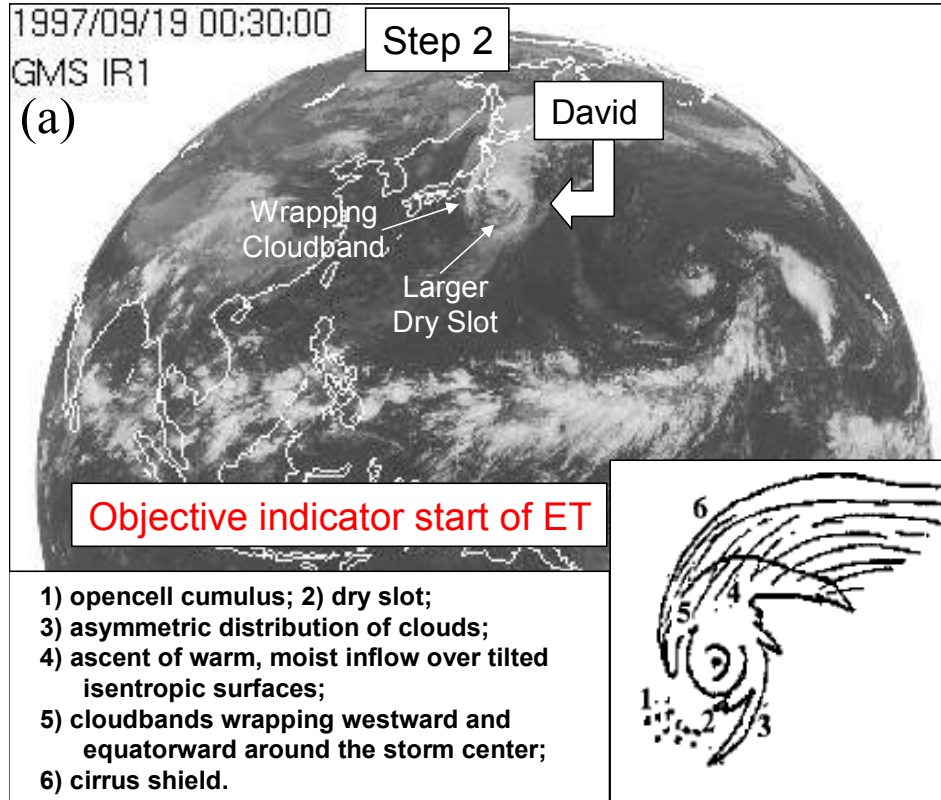 1997/09/19 00:30:00
GMS IR1
Step 2
(a)
David
Wrapping
Cloudband
Larger
Dry Slot
Objective indicator start of ET
1) opencell cumulus; 2) dry slot;
3) asymmetric distribution of clouds;
4) ascent of warm, moist inflow over tilted
isentropic surfaces;
5) cloudbands wrapping westward and
equatorward around the storm center;
6) cirrus shield.
6
4
5
1
2
3